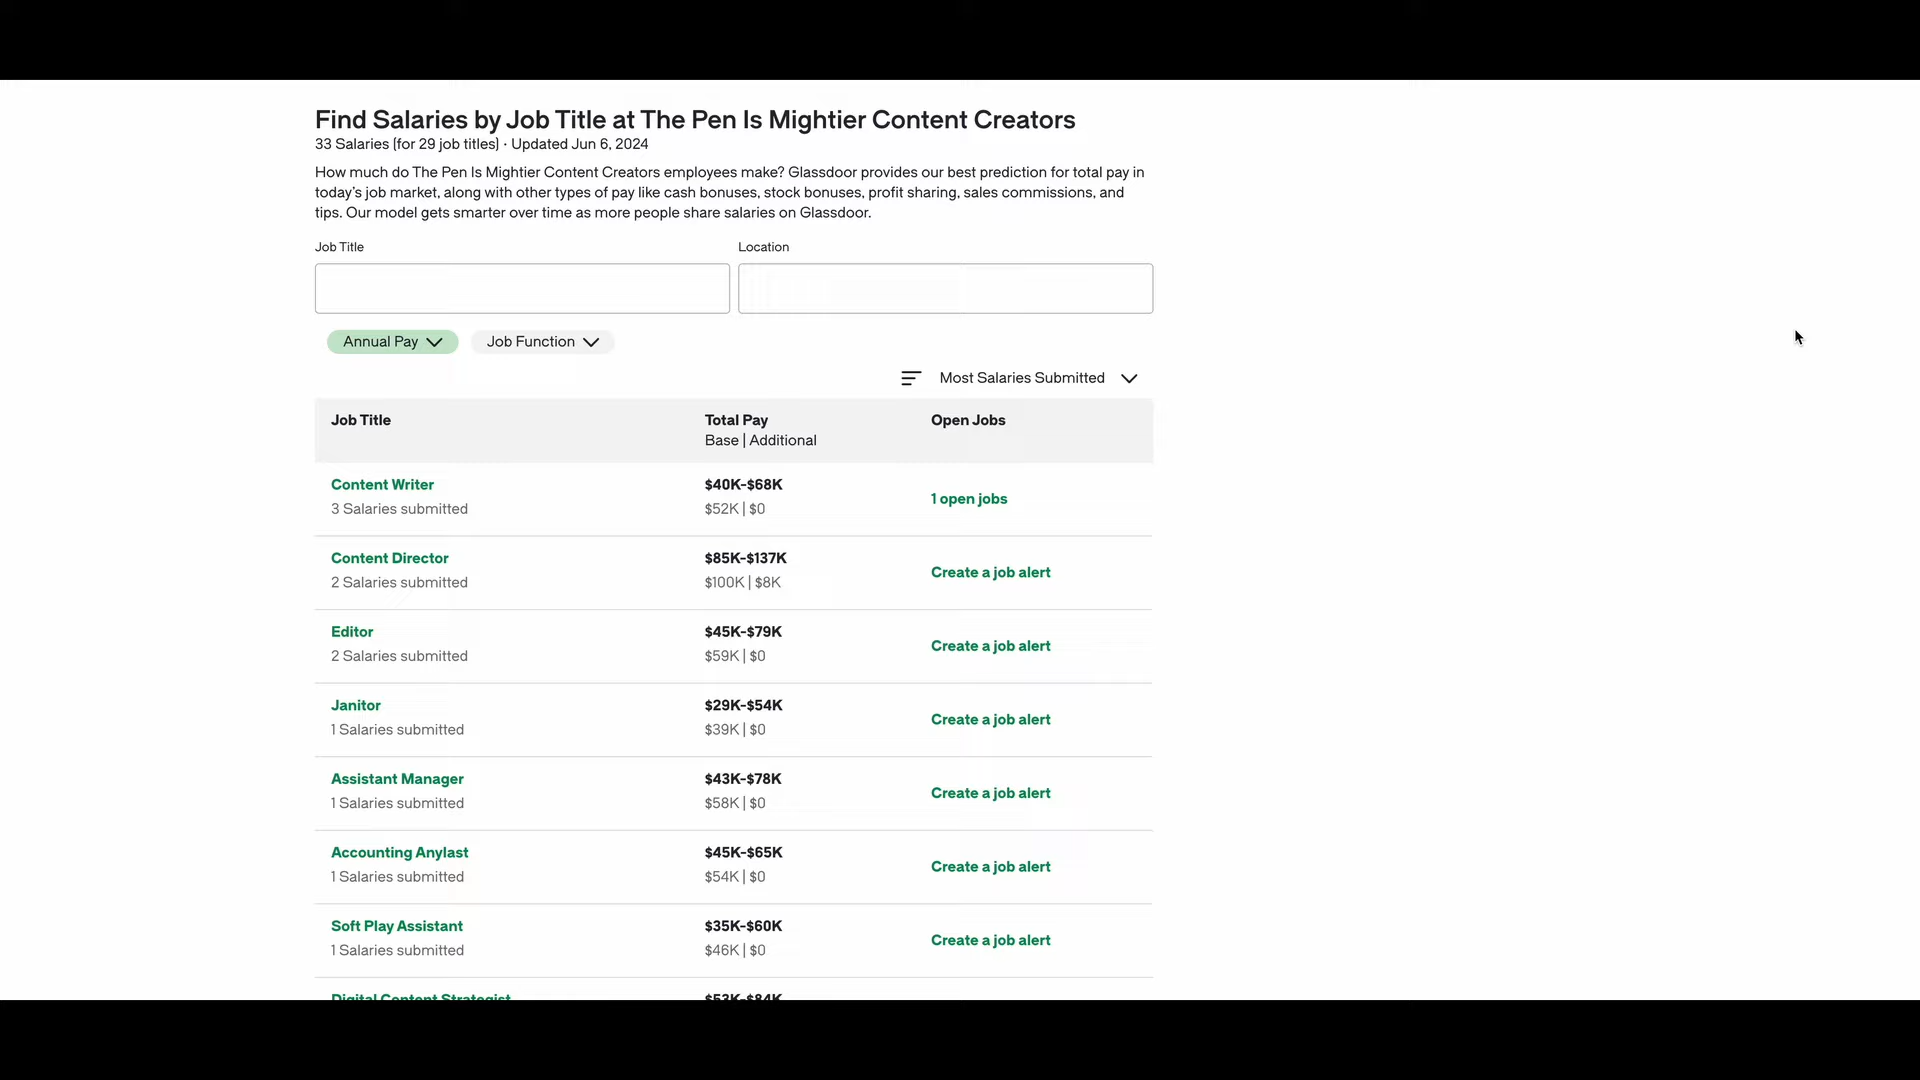 Find Salaries by Job Title at The Pen Is Mightier Content Creators
33 Salaries (for 29 job titles) · Updated Jun 6, 2024
How much do The Pen Is Mightier Content Creators employees make? Glassdoor provides our best prediction for total pay in
today's job market, along with other types of pay like cash bonuses, stock bonuses, profit sharing, sales commissions, and
tips. Our model gets smarter over time as more people share salaries on Glassdoor.
Job Title Location
Annual Pay Job Function
Most Salaries Submitted
Job Title Total Pay Open Jobs
Base | Additional
Content Writer $40K-$68K
1 open jobs
3 Salaries submitted $52K | $0
Content Director $85K-$137K
Create a job alert
2 Salaries submitted $100K | $8K
Editor $45K-$79K
Create a job alert
2 Salaries submitted $59K | $0
Janitor $29K-$54K
Create a job alert
1 Salaries submitted $39K | $0
Assistant Manager $43K-$78K
Create a job alert
1 Salaries submitted $58K | $0
Accounting Anylast $45K-$65K
Create a job alert
1 Salaries submitted $54K | $0
Soft Play Assistant $35K-$60K
Create a job alert
1 Salaries submitted $46K | $0
Digital Content Strategist $53K-$84K